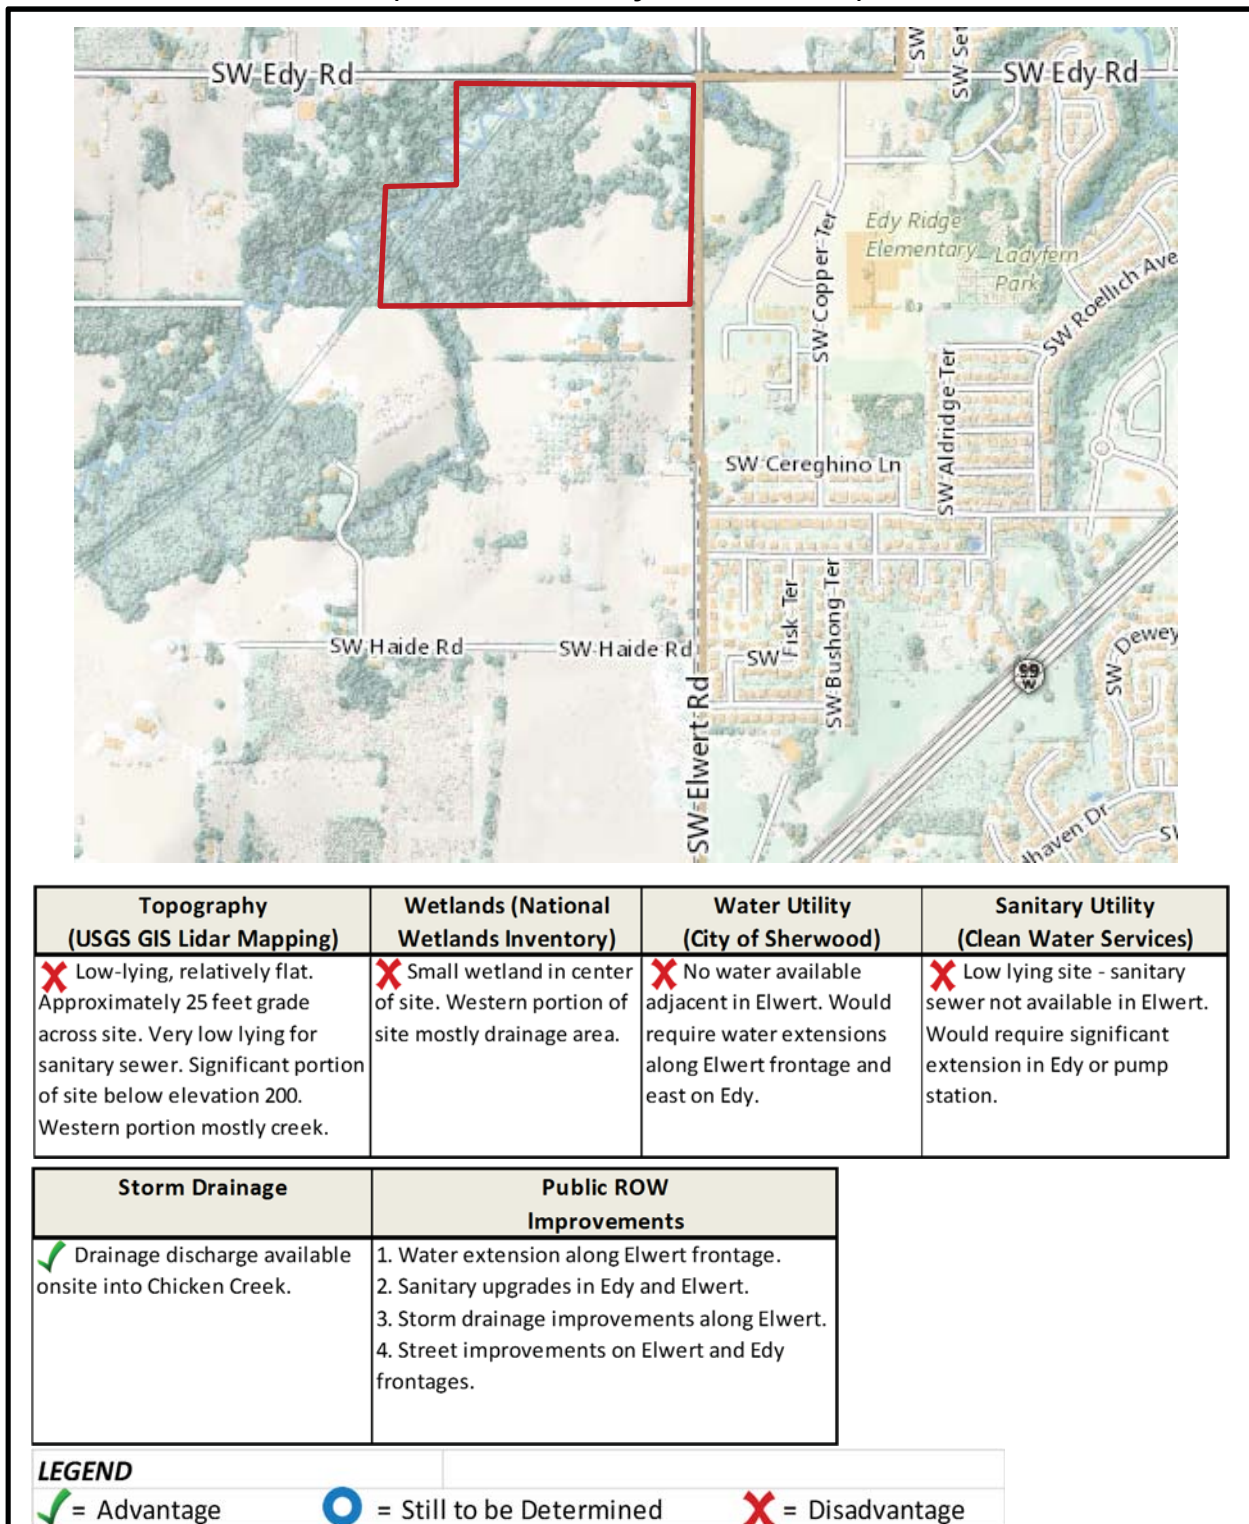 SW Edy Rd
SW
SW Set
SW Edy Rd
Edy Ridge
Elementary
Ladyfern
Park
SW Copper Ter
SW Roellich Ave
SW Aldridge Ter
SW Cereghino Ln
SW Haide Rd
SW Haide Rd
SW
Fisk Ter
SW Bushong Ter
SW Elwert Rd
99
W
SW Dewey
dhaven Dr
Topography
(USGS GIS Lidar Mapping)
Wetlands (National
Wetlands Inventory)
Water Utility
(City of Sherwood)
Sanitary Utility
(Clean Water Services)
Low-lying, relatively flat.
Approximately 25 feet grade
across site. Very low lying for
sanitary sewer. Significant portion
of site below elevation 200.
Western portion mostly creek.
Small wetland in center
of site. Western portion of
site mostly drainage area.
No water available
adjacent in Elwert. Would
require water extensions
along Elwert frontage and
east on Edy.
Low lying site - sanitary
sewer not available in Elwert.
Would require significant
extension in Edy or pump
station.
Storm Drainage
Public ROW
Improvements
Drainage discharge available
onsite into Chicken Creek.
1. Water extension along Elwert frontage.
2. Sanitary upgrades in Edy and Elwert.
3. Storm drainage improvements along Elwert.
4. Street improvements on Elwert and Edy
frontages.
LEGEND
= Advantage
= Still to be Determined
= Disadvantage